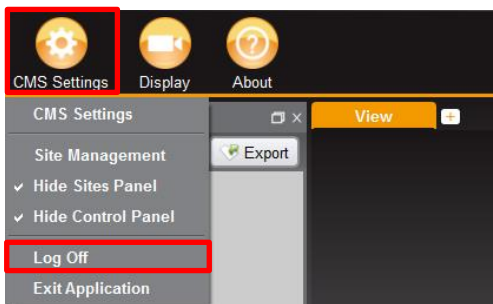 CMS Settings Display About
CMS Settings
View +
Site Management
Export
✓ Hide Sites Panel
✓ Hide Control Panel
Log Off
Exit Application